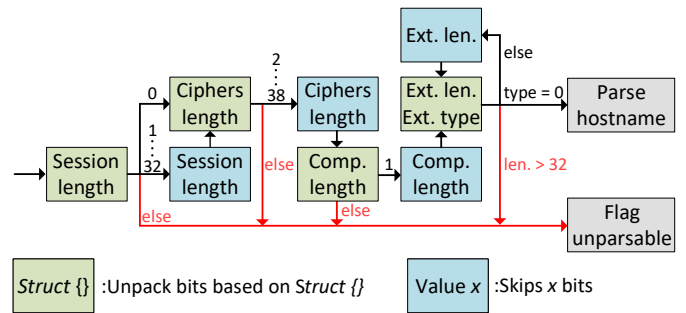 Ext. len.
else
2
⋮
38
0
Ciphers
length
Ciphers
length
Ext. len.
Ext. type
type = 0
Parse
hostname
1
⋮
32
Session
length
Session
length
else
Comp.
length
1
Comp.
length
len. > 32
else
else
Flag
unparsable
Struct {} :Unpack bits based on Struct {}
Value x :Skips x bits